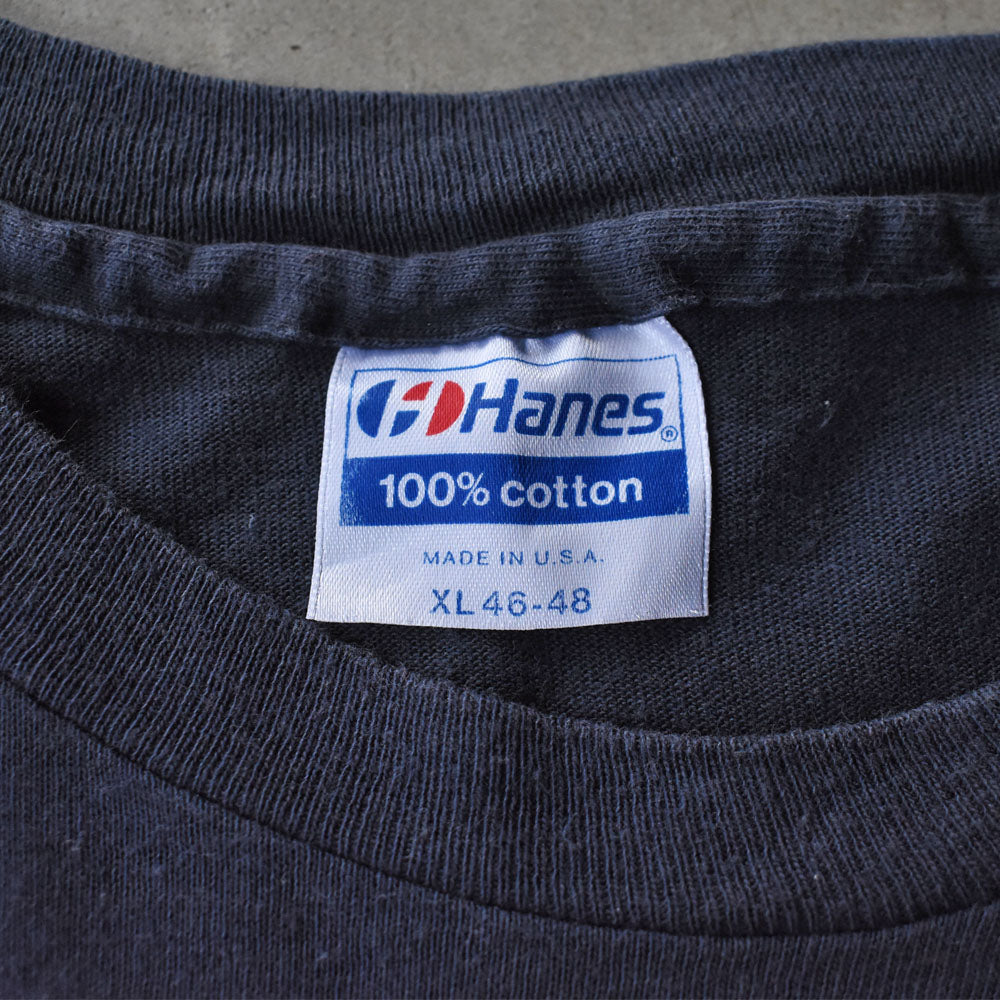 Hanes®
100% cotton
MADE IN U.S.A.
XL 46-48